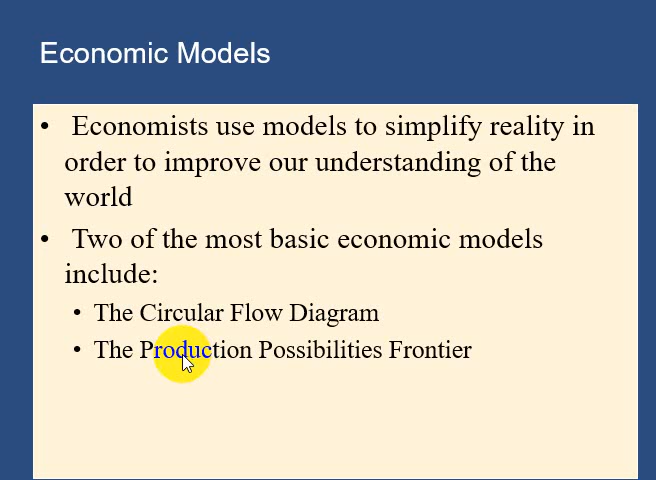 Economic Models
• Economists use models to simplify reality in
order to improve our understanding of the
world
• Two of the most basic economic models
include:
• The Circular Flow Diagram
• The Production Possibilities Frontier